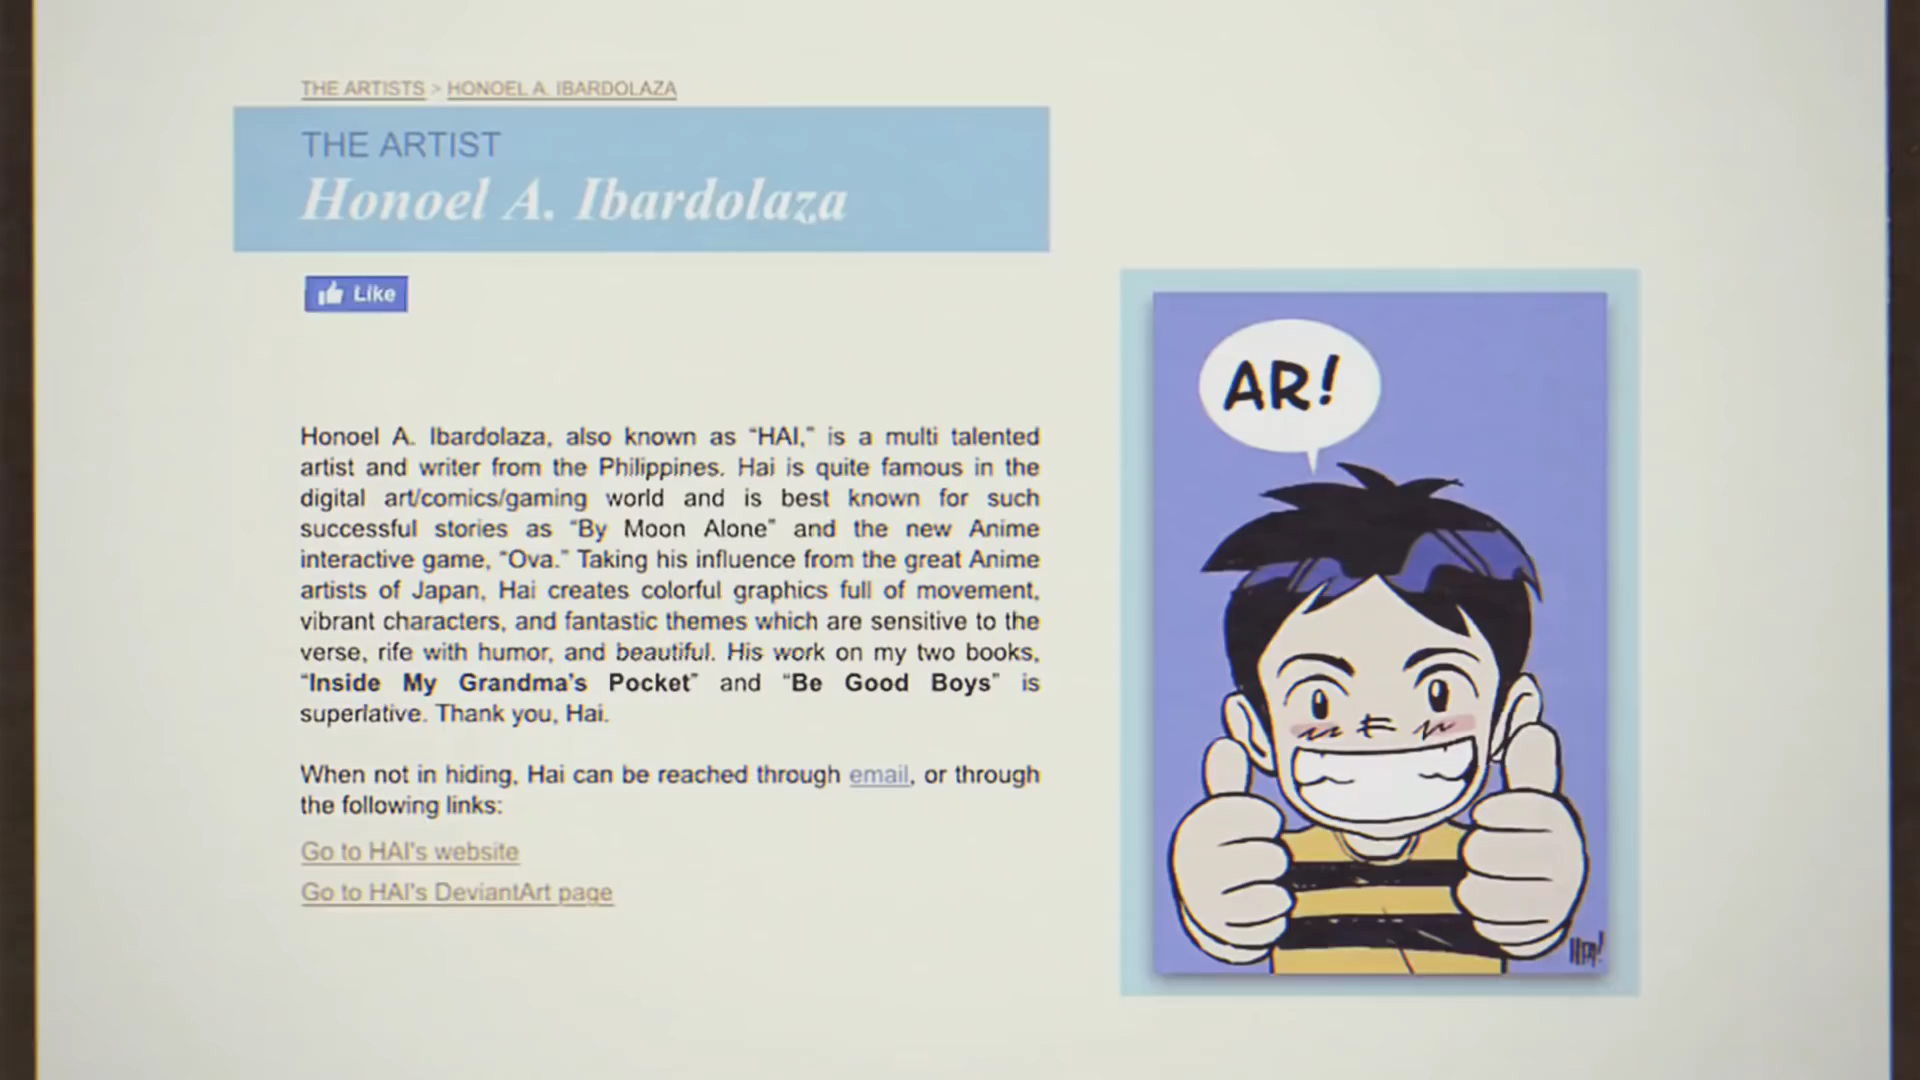 THE ARTISTS > HONOEL A. IBARDOLAZA
THE ARTIST
Honoel A. Ibardolaza
Like
AR!
Honoel A. Ibardolaza, also known as “HAI,” is a multi talented
artist and writer from the Philippines. Hai is quite famous in the
digital art/comics/gaming world and is best known for such
successful stories as “By Moon Alone” and the new Anime
interactive game, “Ova.” Taking his influence from the great Anime
artists of Japan, Hai creates colorful graphics full of movement,
vibrant characters, and fantastic themes which are sensitive to the
verse, rife with humor, and beautiful. His work on my two books,
“Inside My Grandma's Pocket” and “Be Good Boys” is
superlative. Thank you, Hai.
When not in hiding, Hai can be reached through email, or through
the following links:
Go to HAI's website
Go to HAI's DeviantArt page
HAI!